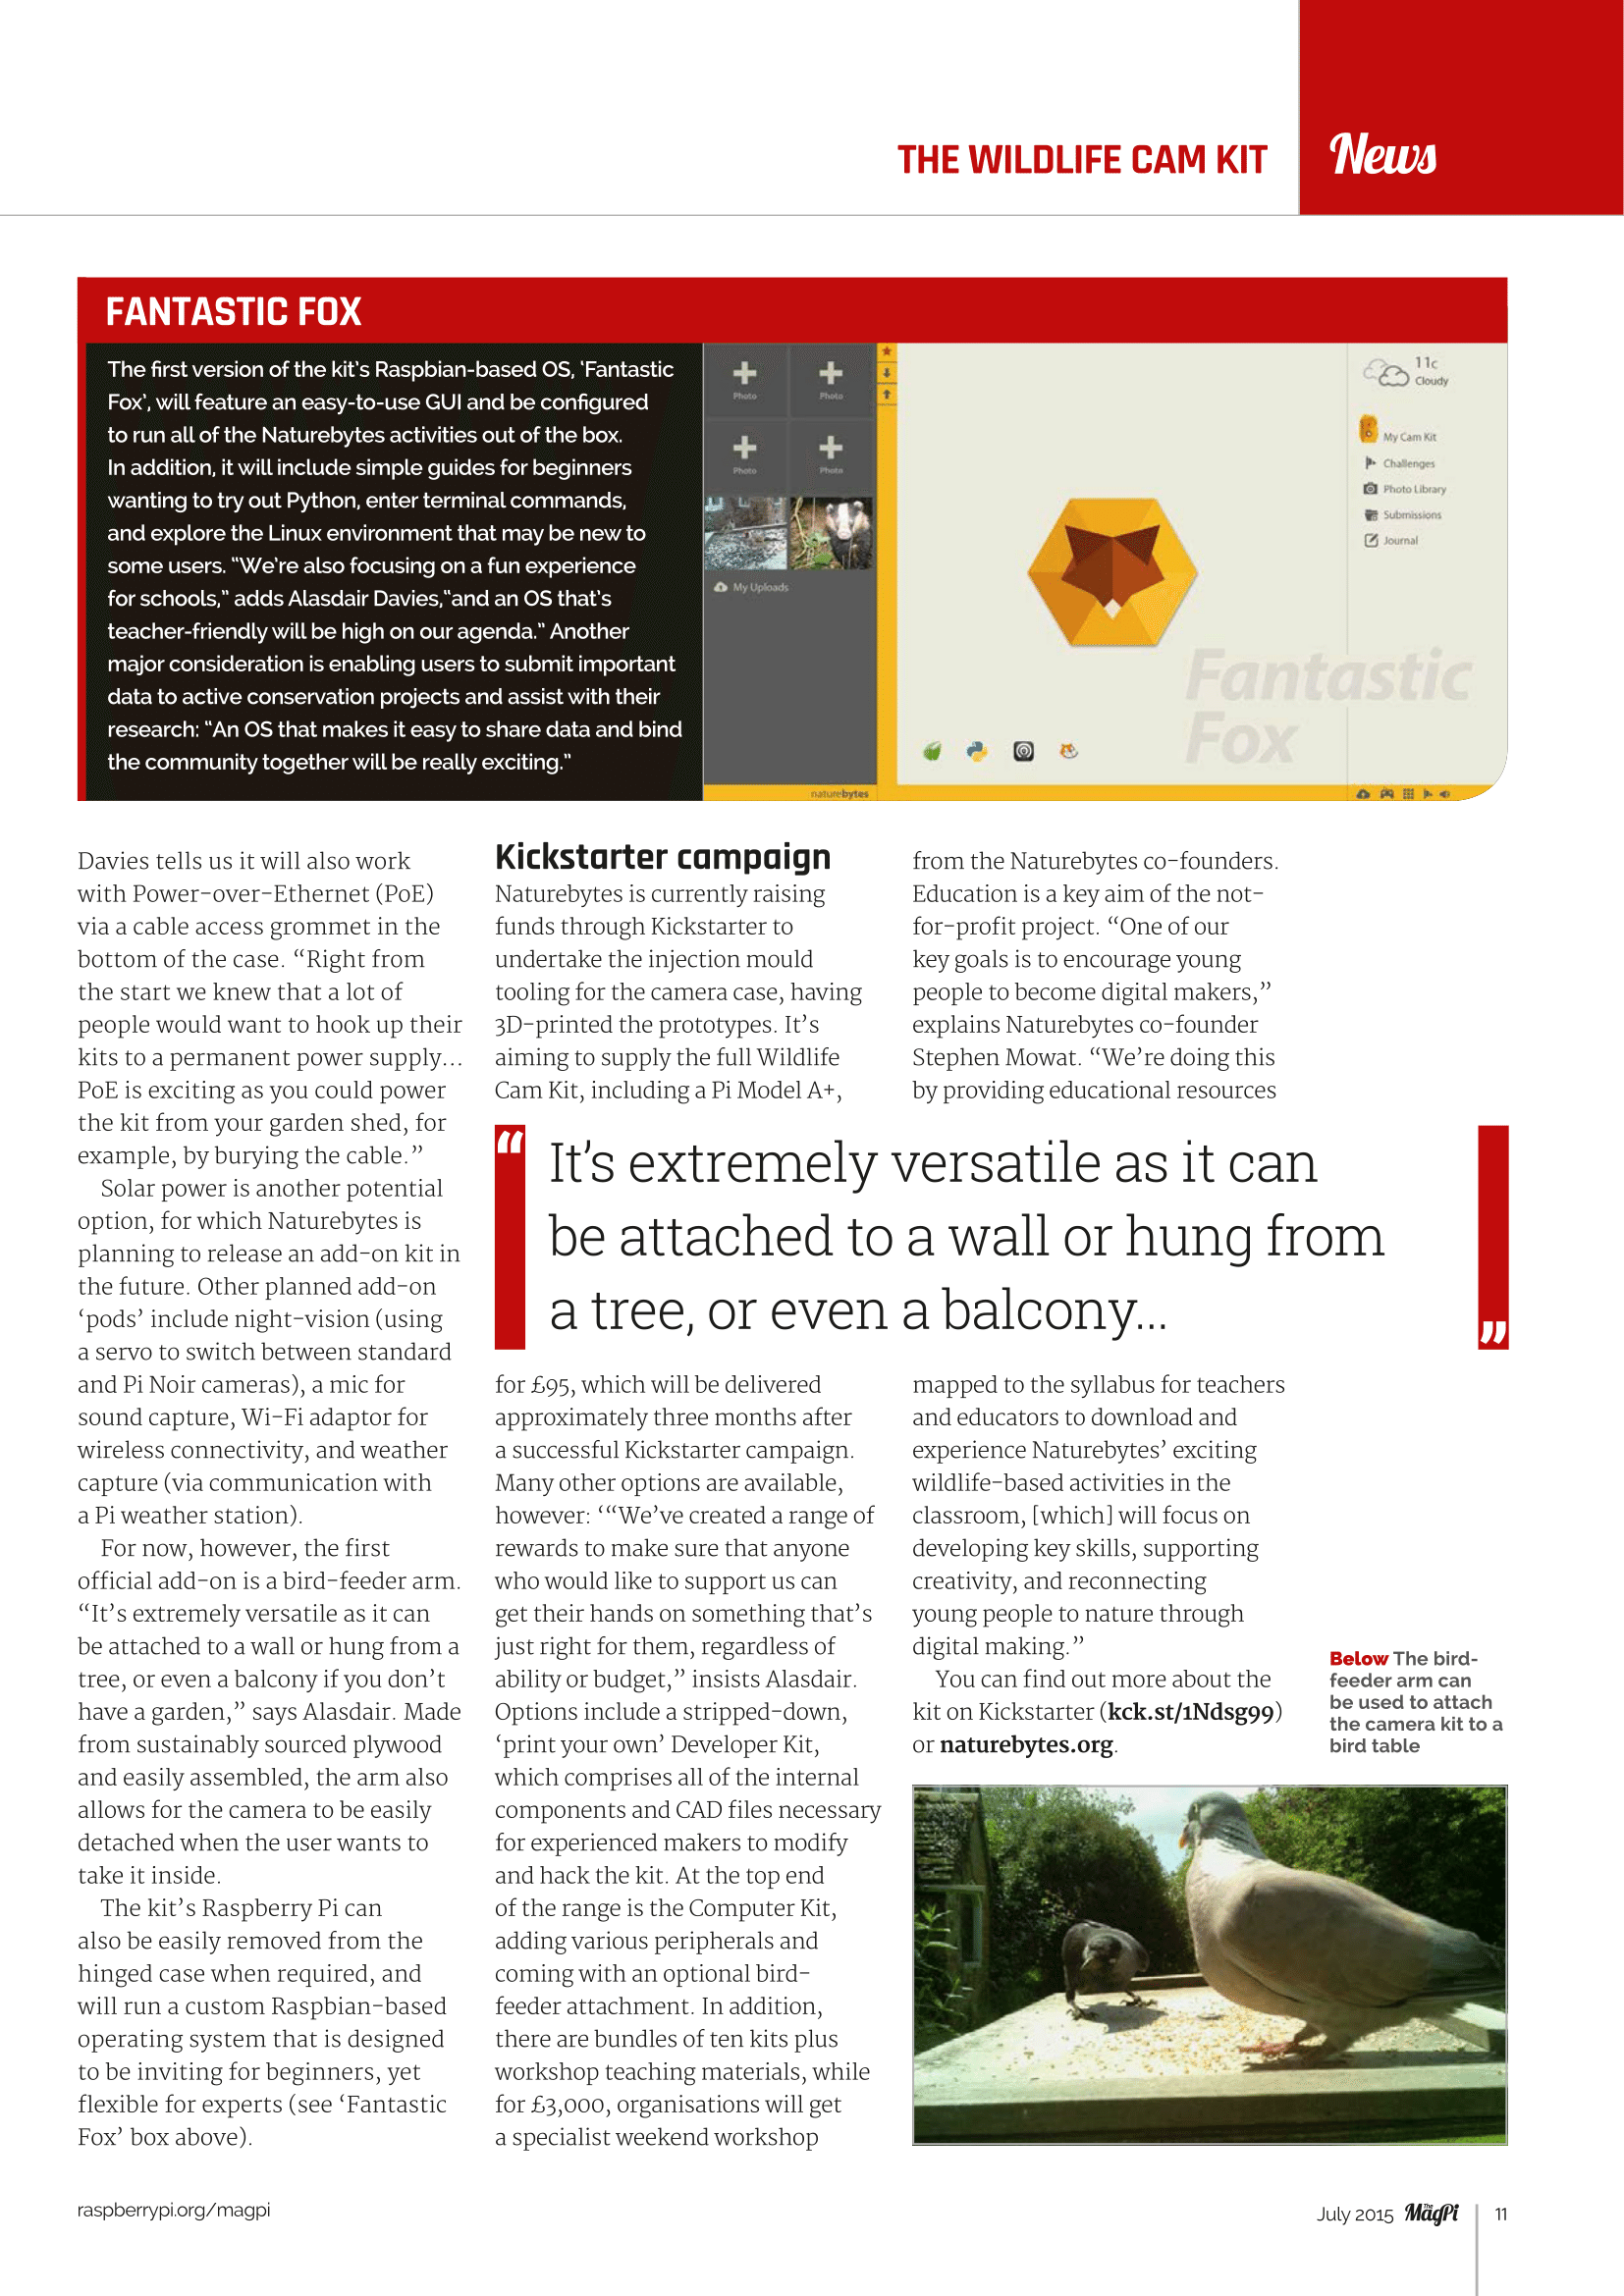 THE WILDLIFE CAM KIT
News
FANTASTIC FOX
The first version of the kit's Raspbian-based OS, 'Fantastic
Fox', will feature an easy-to-use GUI and be configured
to run all of the Naturebytes activities out of the box.
In addition, it will include simple guides for beginners
wanting to try out Python, enter terminal commands,
and explore the Linux environment that may be new to
some users. “We're also focusing on a fun experience
for schools,” adds Alasdair Davies,“and an OS that's
teacher-friendly will be high on our agenda.” Another
major consideration is enabling users to submit important
data to active conservation projects and assist with their
research: “An OS that makes it easy to share data and bind
the community together will be really exciting.”
Photo
Photo
Photo
Photo
My Uploads
naturebytes
11c
Cloudy
My Cam Kit
Challenges
Photo Library
Submissions
Journal
Fantastic
Fox
Davies tells us it will also work
with Power-over-Ethernet (PoE)
via a cable access grommet in the
bottom of the case. “Right from
the start we knew that a lot of
people would want to hook up their
kits to a permanent power supply…
PoE is exciting as you could power
the kit from your garden shed, for
example, by burying the cable.”
Solar power is another potential
option, for which Naturebytes is
planning to release an add-on kit in
the future. Other planned add-on
‘pods’ include night-vision (using
a servo to switch between standard
and Pi Noir cameras), a mic for
sound capture, Wi-Fi adaptor for
wireless connectivity, and weather
capture (via communication with
a Pi weather station).
For now, however, the first
official add-on is a bird-feeder arm.
“It’s extremely versatile as it can
be attached to a wall or hung from a
tree, or even a balcony if you don’t
have a garden,” says Alasdair. Made
from sustainably sourced plywood
and easily assembled, the arm also
allows for the camera to be easily
detached when the user wants to
take it inside.
The kit’s Raspberry Pi can
also be easily removed from the
hinged case when required, and
will run a custom Raspbian-based
operating system that is designed
to be inviting for beginners, yet
flexible for experts (see ‘Fantastic
Fox’ box above).
Kickstarter campaign
Naturebytes is currently raising
funds through Kickstarter to
undertake the injection mould
tooling for the camera case, having
3D-printed the prototypes. It’s
aiming to supply the full Wildlife
Cam Kit, including a Pi Model A+,
“It’s extremely versatile as it can
be attached to a wall or hung from
a tree, or even a balcony...”
for £95, which will be delivered
approximately three months after
a successful Kickstarter campaign.
Many other options are available,
however: ‘“We’ve created a range of
rewards to make sure that anyone
who would like to support us can
get their hands on something that’s
just right for them, regardless of
ability or budget,” insists Alasdair.
Options include a stripped-down,
‘print your own’ Developer Kit,
which comprises all of the internal
components and CAD files necessary
for experienced makers to modify
and hack the kit. At the top end
of the range is the Computer Kit,
adding various peripherals and
coming with an optional bird-
feeder attachment. In addition,
there are bundles of ten kits plus
workshop teaching materials, while
for £3,000, organisations will get
a specialist weekend workshop
from the Naturebytes co-founders.
Education is a key aim of the not-
for-profit project. “One of our
key goals is to encourage young
people to become digital makers,”
explains Naturebytes co-founder
Stephen Mowat. “We’re doing this
by providing educational resources
mapped to the syllabus for teachers
and educators to download and
experience Naturebytes’ exciting
wildlife-based activities in the
classroom, [which] will focus on
developing key skills, supporting
creativity, and reconnecting
young people to nature through
digital making.”
You can find out more about the
kit on Kickstarter (kck.st/1Ndsg99)
or naturebytes.org.
Below The bird-
feeder arm can
be used to attach
the camera kit to a
bird table
raspberrypi.org/magpi
July 2015 The MagPi 11